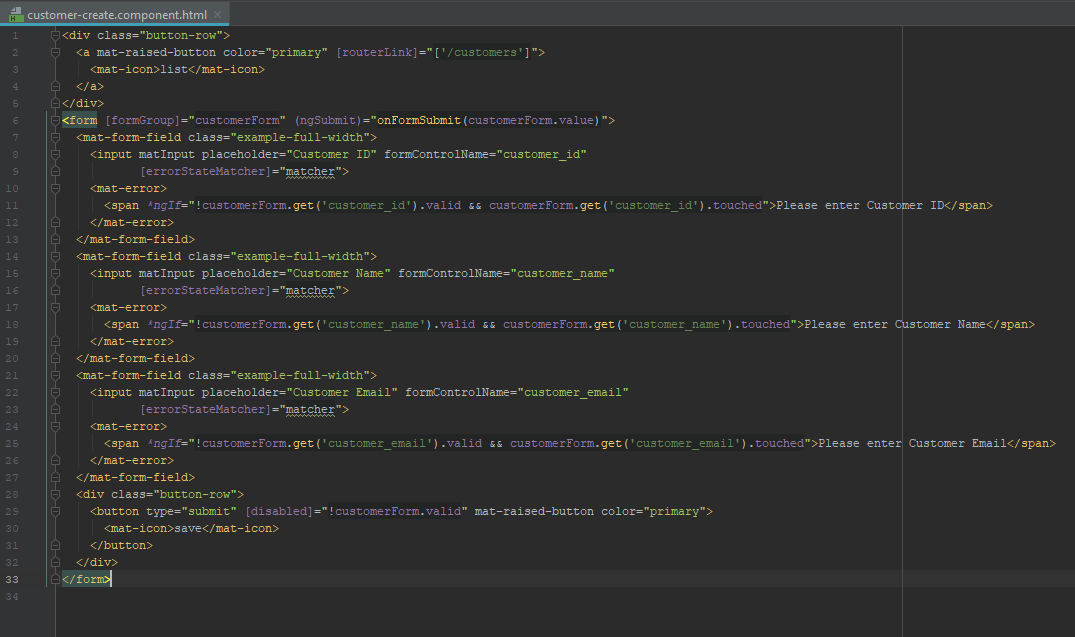 customer-create.component.html
1 <div class="button-row">
2   <a mat-raised-button color="primary" [routerLink]="['/customers']">
3     <mat-icon>list</mat-icon>
4   </a>
5 </div>
6 <form [formGroup]="customerForm" (ngSubmit)="onFormSubmit(customerForm.value)">
7   <mat-form-field class="example-full-width">
8     <input matInput placeholder="Customer ID" formControlName="customer_id"
9            [errorStateMatcher]="matcher">
10     <mat-error>
11       <span *ngIf="!customerForm.get('customer_id').valid && customerForm.get('customer_id').touched">Please enter Customer ID</span>
12     </mat-error>
13   </mat-form-field>
14   <mat-form-field class="example-full-width">
15     <input matInput placeholder="Customer Name" formControlName="customer_name"
16            [errorStateMatcher]="matcher">
17     <mat-error>
18       <span *ngIf="!customerForm.get('customer_name').valid && customerForm.get('customer_name').touched">Please enter Customer Name</span>
19     </mat-error>
20   </mat-form-field>
21   <mat-form-field class="example-full-width">
22     <input matInput placeholder="Customer Email" formControlName="customer_email"
23            [errorStateMatcher]="matcher">
24     <mat-error>
25       <span *ngIf="!customerForm.get('customer_email').valid && customerForm.get('customer_email').touched">Please enter Customer Email</span>
26     </mat-error>
27   </mat-form-field>
28   <div class="button-row">
29     <button type="submit" [disabled]="!customerForm.valid" mat-raised-button color="primary">
30       <mat-icon>save</mat-icon>
31     </button>
32   </div>
33 </form>
34